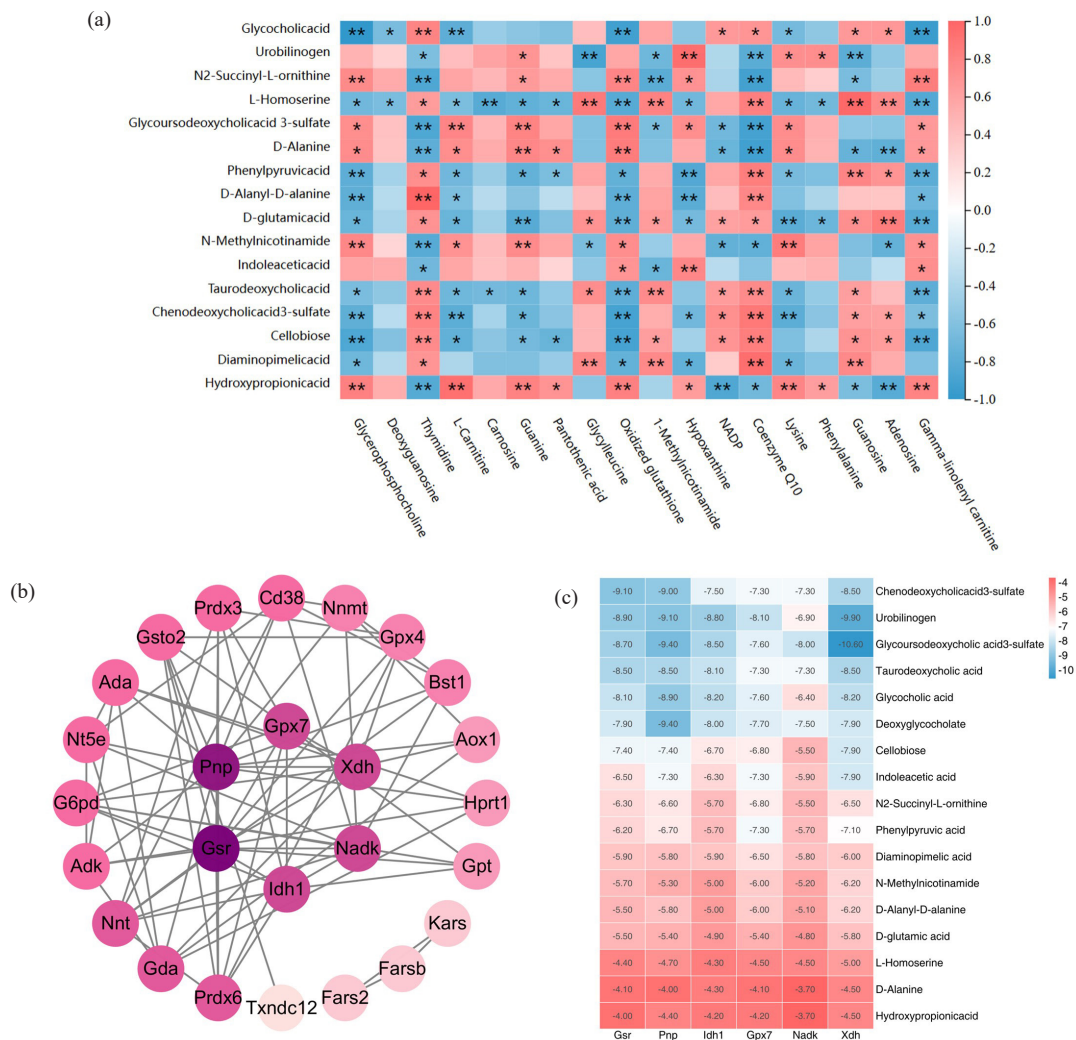 (a)
Glycocholicacid ** * ** ** ** * * * * * **
Urobilinogen * * ** * ** ** * * **
N2-Succinyl-L-ornithine ** ** * ** ** * ** * **
L-Homoserine * * * * ** * * ** ** ** * ** * * ** ** **
Glycoursodeoxycholicacid 3-sulfate * ** ** ** ** * * * ** * *
D-Alanine * ** * ** * ** * ** * * * *
Phenylpyruvicacid ** * * * * * ** ** * ** * **
D-Alanyl-D-alanine ** ** * ** ** ** *
D-glutamicacid * * * ** * ** * * * * ** * * ** **
N-Methylnicotinamide ** ** * ** * * * * ** * *
Indoleaceticacid * * * ** *
Taurodeoxycholicacid * ** * * * * ** ** * ** * * **
Chenodeoxycholicacid3-sulfate ** ** ** * ** * * ** ** * * *
Cellobiose ** ** * * * ** * * ** * * * **
Diaminopimelicacid * * ** * ** * ** * **
Hydroxypropionicacid ** ** ** ** * ** * ** * ** * * ** **
1.0
0.8
0.6
0.4
0.2
0.0
-0.2
-0.4
-0.6
-0.8
-1.0
Glycerophosphocholine
Deoxyguanosine
Thymidine
L-Carnitine
Carnosine
Guanine
Pantothenic acid
Glycylleucine
Oxidized glutathione
1-Methylnicotinamide
Hypoxanthine
NADP
Coenzyme Q10
Lysine
Phenylalanine
Guanosine
Adenosine
Gamma-linolenyl carnitine
(b)
Cd38
Prdx3
Nnmt
Gsto2
Gpx4
Ada
Bst1
Gpx7
Nt5e
Aox1
Pnp
Xdh
G6pd
Hprt1
Gsr
Nadk
Adk
Gpt
Idh1
Nnt
Kars
Gda
Farsb
Prdx6
Txndc12
Fars2
(c)
-9.10 -9.00 -7.50 -7.30 -7.30 -8.50 Chenodeoxycholicacid3-sulfate
-8.90 -9.10 -8.80 -8.10 -6.90 -9.90 Urobilinogen
-8.70 -9.40 -8.50 -7.60 -8.00 -10.60 Glycoursodeoxycholic acid3-sulfate
-8.50 -8.50 -8.10 -7.30 -7.30 -8.50 Taurodeoxycholic acid
-8.10 -8.90 -8.20 -7.60 -6.40 -8.20 Glycocholic acid
-7.90 -9.40 -8.00 -7.70 -7.50 -7.90 Deoxyglycocholate
-7.40 -7.40 -6.70 -6.80 -5.50 -7.90 Cellobiose
-6.50 -7.30 -6.30 -7.30 -5.90 -7.90 Indoleacetic acid
-6.30 -6.60 -5.70 -6.80 -5.50 -6.50 N2-Succinyl-L-ornithine
-6.20 -6.70 -5.70 -7.30 -5.70 -7.10 Phenylpyruvic acid
-5.90 -5.80 -5.90 -6.50 -5.80 -6.00 Diaminopimelic acid
-5.70 -5.30 -5.00 -6.00 -5.20 -6.20 N-Methylnicotinamide
-5.50 -5.80 -5.00 -6.00 -5.10 -6.20 D-Alanyl-D-alanine
-5.50 -5.40 -4.90 -5.40 -4.80 -5.80 D-glutamic acid
-4.40 -4.70 -4.30 -4.50 -4.50 -5.00 L-Homoserine
-4.10 -4.00 -4.30 -4.10 -3.70 -4.50 D-Alanine
-4.00 -4.40 -4.20 -4.20 -3.70 -4.50 Hydroxypropionicacid
Gsr Pnp Idh1 Gpx7 Nadk Xdh
-4
-5
-6
-7
-8
-9
-10